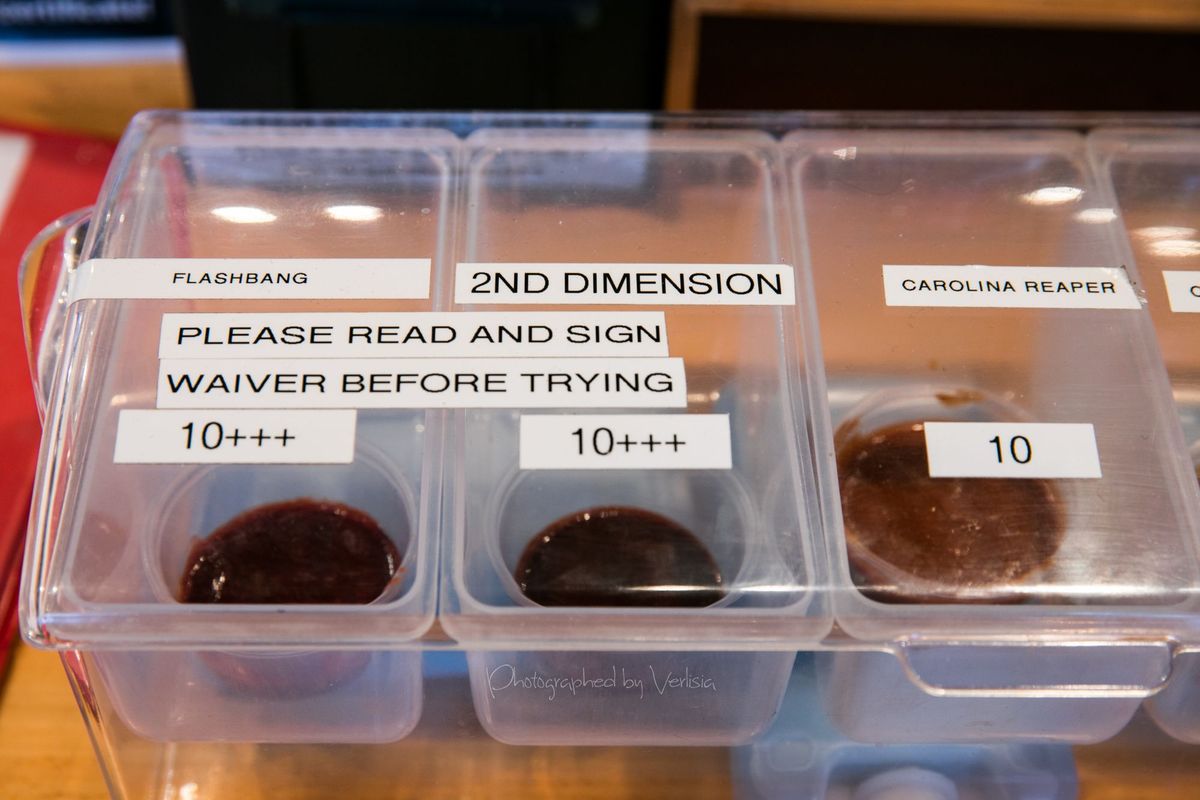 FLASHBANG
2ND DIMENSION
CAROLINA REAPER
PLEASE READ AND SIGN
WAIVER BEFORE TRYING
10+++
10+++
10
Photographed by Verlisia